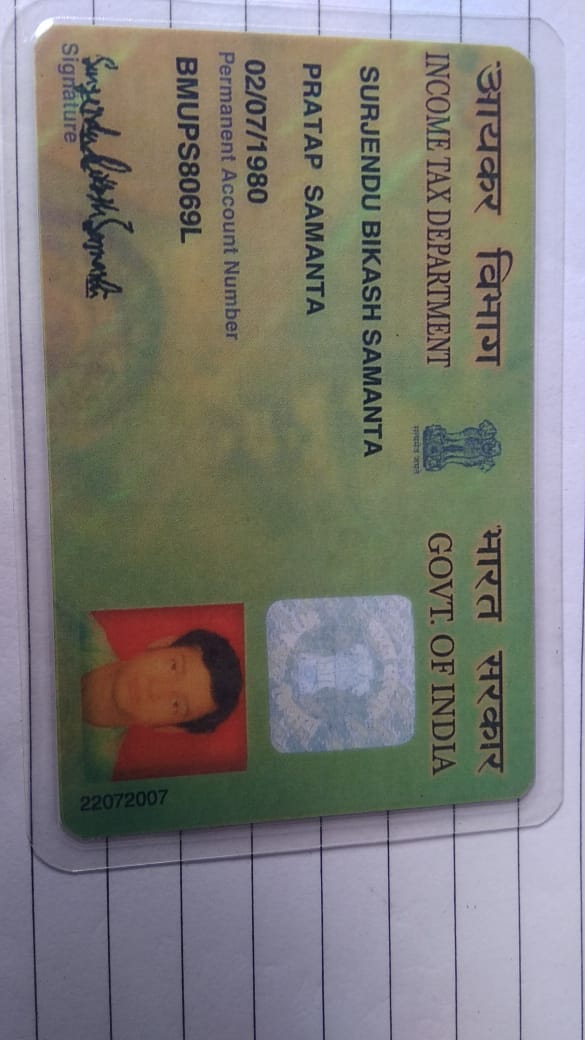 आयकर विभाग
INCOME TAX DEPARTMENT
भारत सरकार
GOVT. OF INDIA
सत्यमेव जयते
SURJENDU BIKASH SAMANTA
PRATAP SAMANTA
02/07/1980
Permanent Account Number
BMUPS8069L
Surjendu Bikash Samanta
Signature
22072007